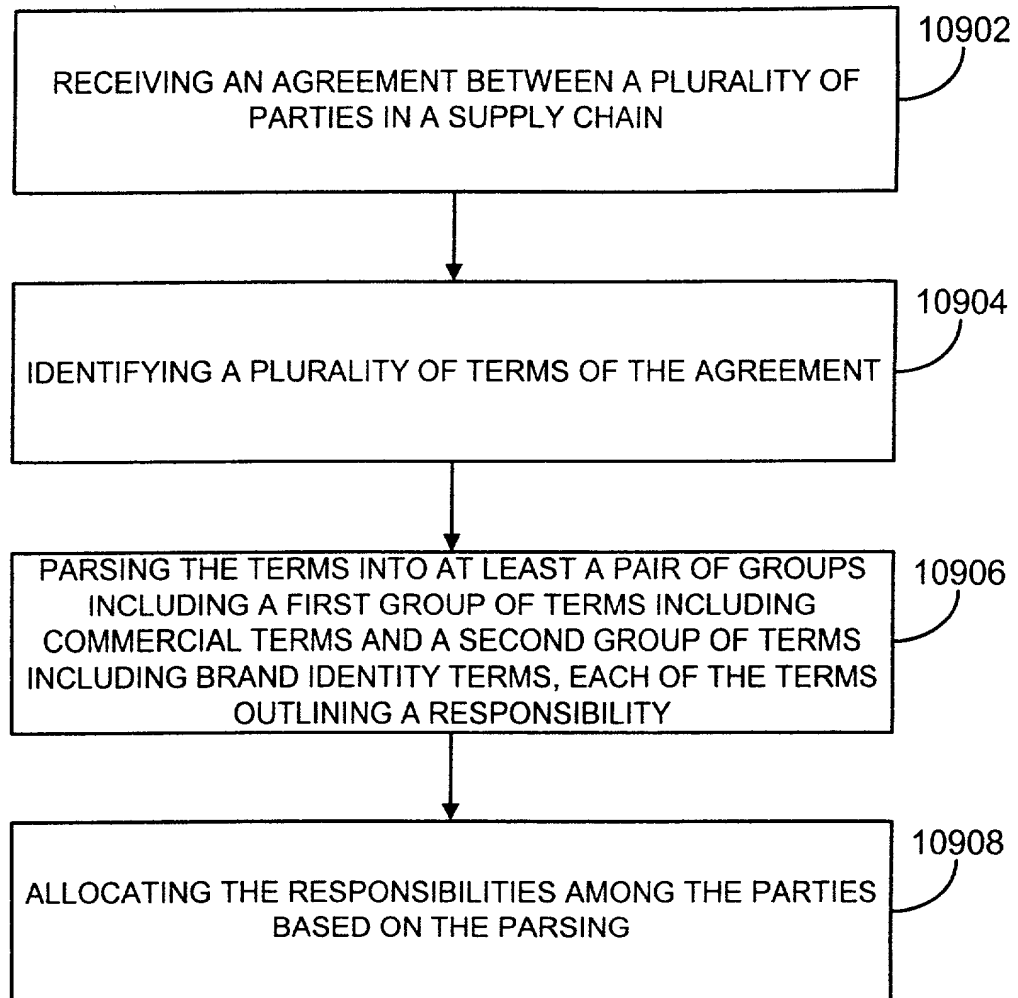 10902
RECEIVING AN AGREEMENT BETWEEN A PLURALITY OF
PARTIES IN A SUPPLY CHAIN
10904
IDENTIFYING A PLURALITY OF TERMS OF THE AGREEMENT
10906
PARSING THE TERMS INTO AT LEAST A PAIR OF GROUPS
INCLUDING A FIRST GROUP OF TERMS INCLUDING
COMMERCIAL TERMS AND A SECOND GROUP OF TERMS
INCLUDING BRAND IDENTITY TERMS, EACH OF THE TERMS
OUTLINING A RESPONSIBILITY
10908
ALLOCATING THE RESPONSIBILITIES AMONG THE PARTIES
BASED ON THE PARSING